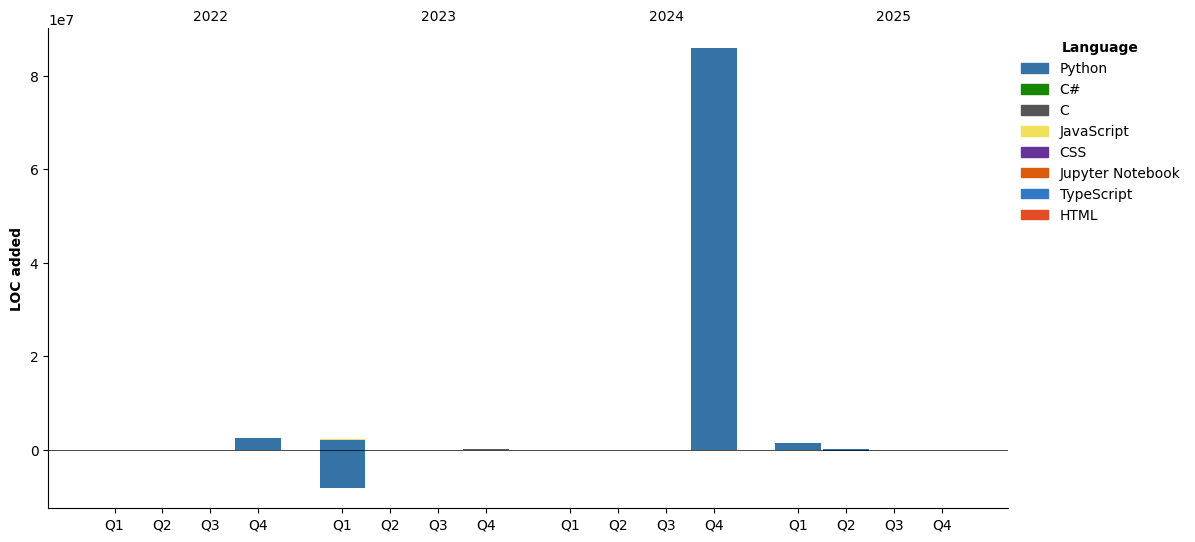 2022 2023 2024 2025
1e7
Language
Python
C#
C
JavaScript
CSS
Jupyter Notebook
TypeScript
HTML
LOC added
8
6
4
2
0
Q1 Q2 Q3 Q4 Q1 Q2 Q3 Q4 Q1 Q2 Q3 Q4 Q1 Q2 Q3 Q4